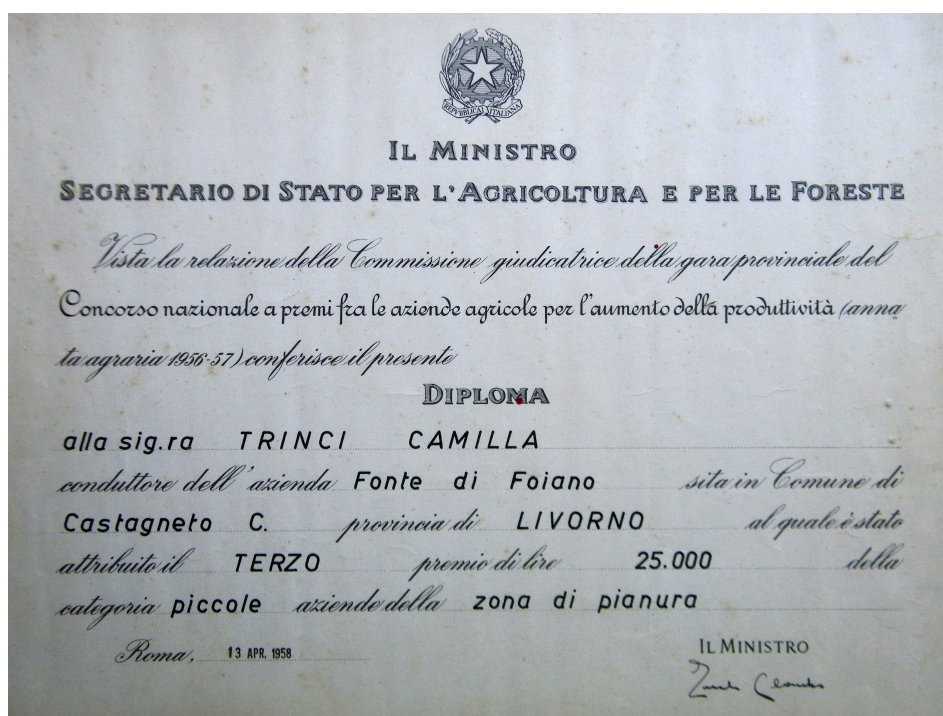 REPVBBLICA ITALIANA
IL MINISTRO
SEGRETARIO DI STATO PER L'AGRICOLTURA E PER LE FORESTE
Vista la relazione della Commissione giudicatrice della gara provinciale del
Concorso nazionale a premi fra le aziende agricole per l'aumento della produttività (anna
ta agraria 1956-57) conferisce il presente
DIPLOMA
alla sig.ra TRINCI CAMILLA
conduttore dell'azienda Fonte di Foiano sita in Comune di
Castagneto C. provincia di LIVORNO al quale è stato
attribuito il TERZO premio di lire 25.000 della
categoria piccole aziende della zona di pianura
Roma, 13 APR. 1958
IL MINISTRO